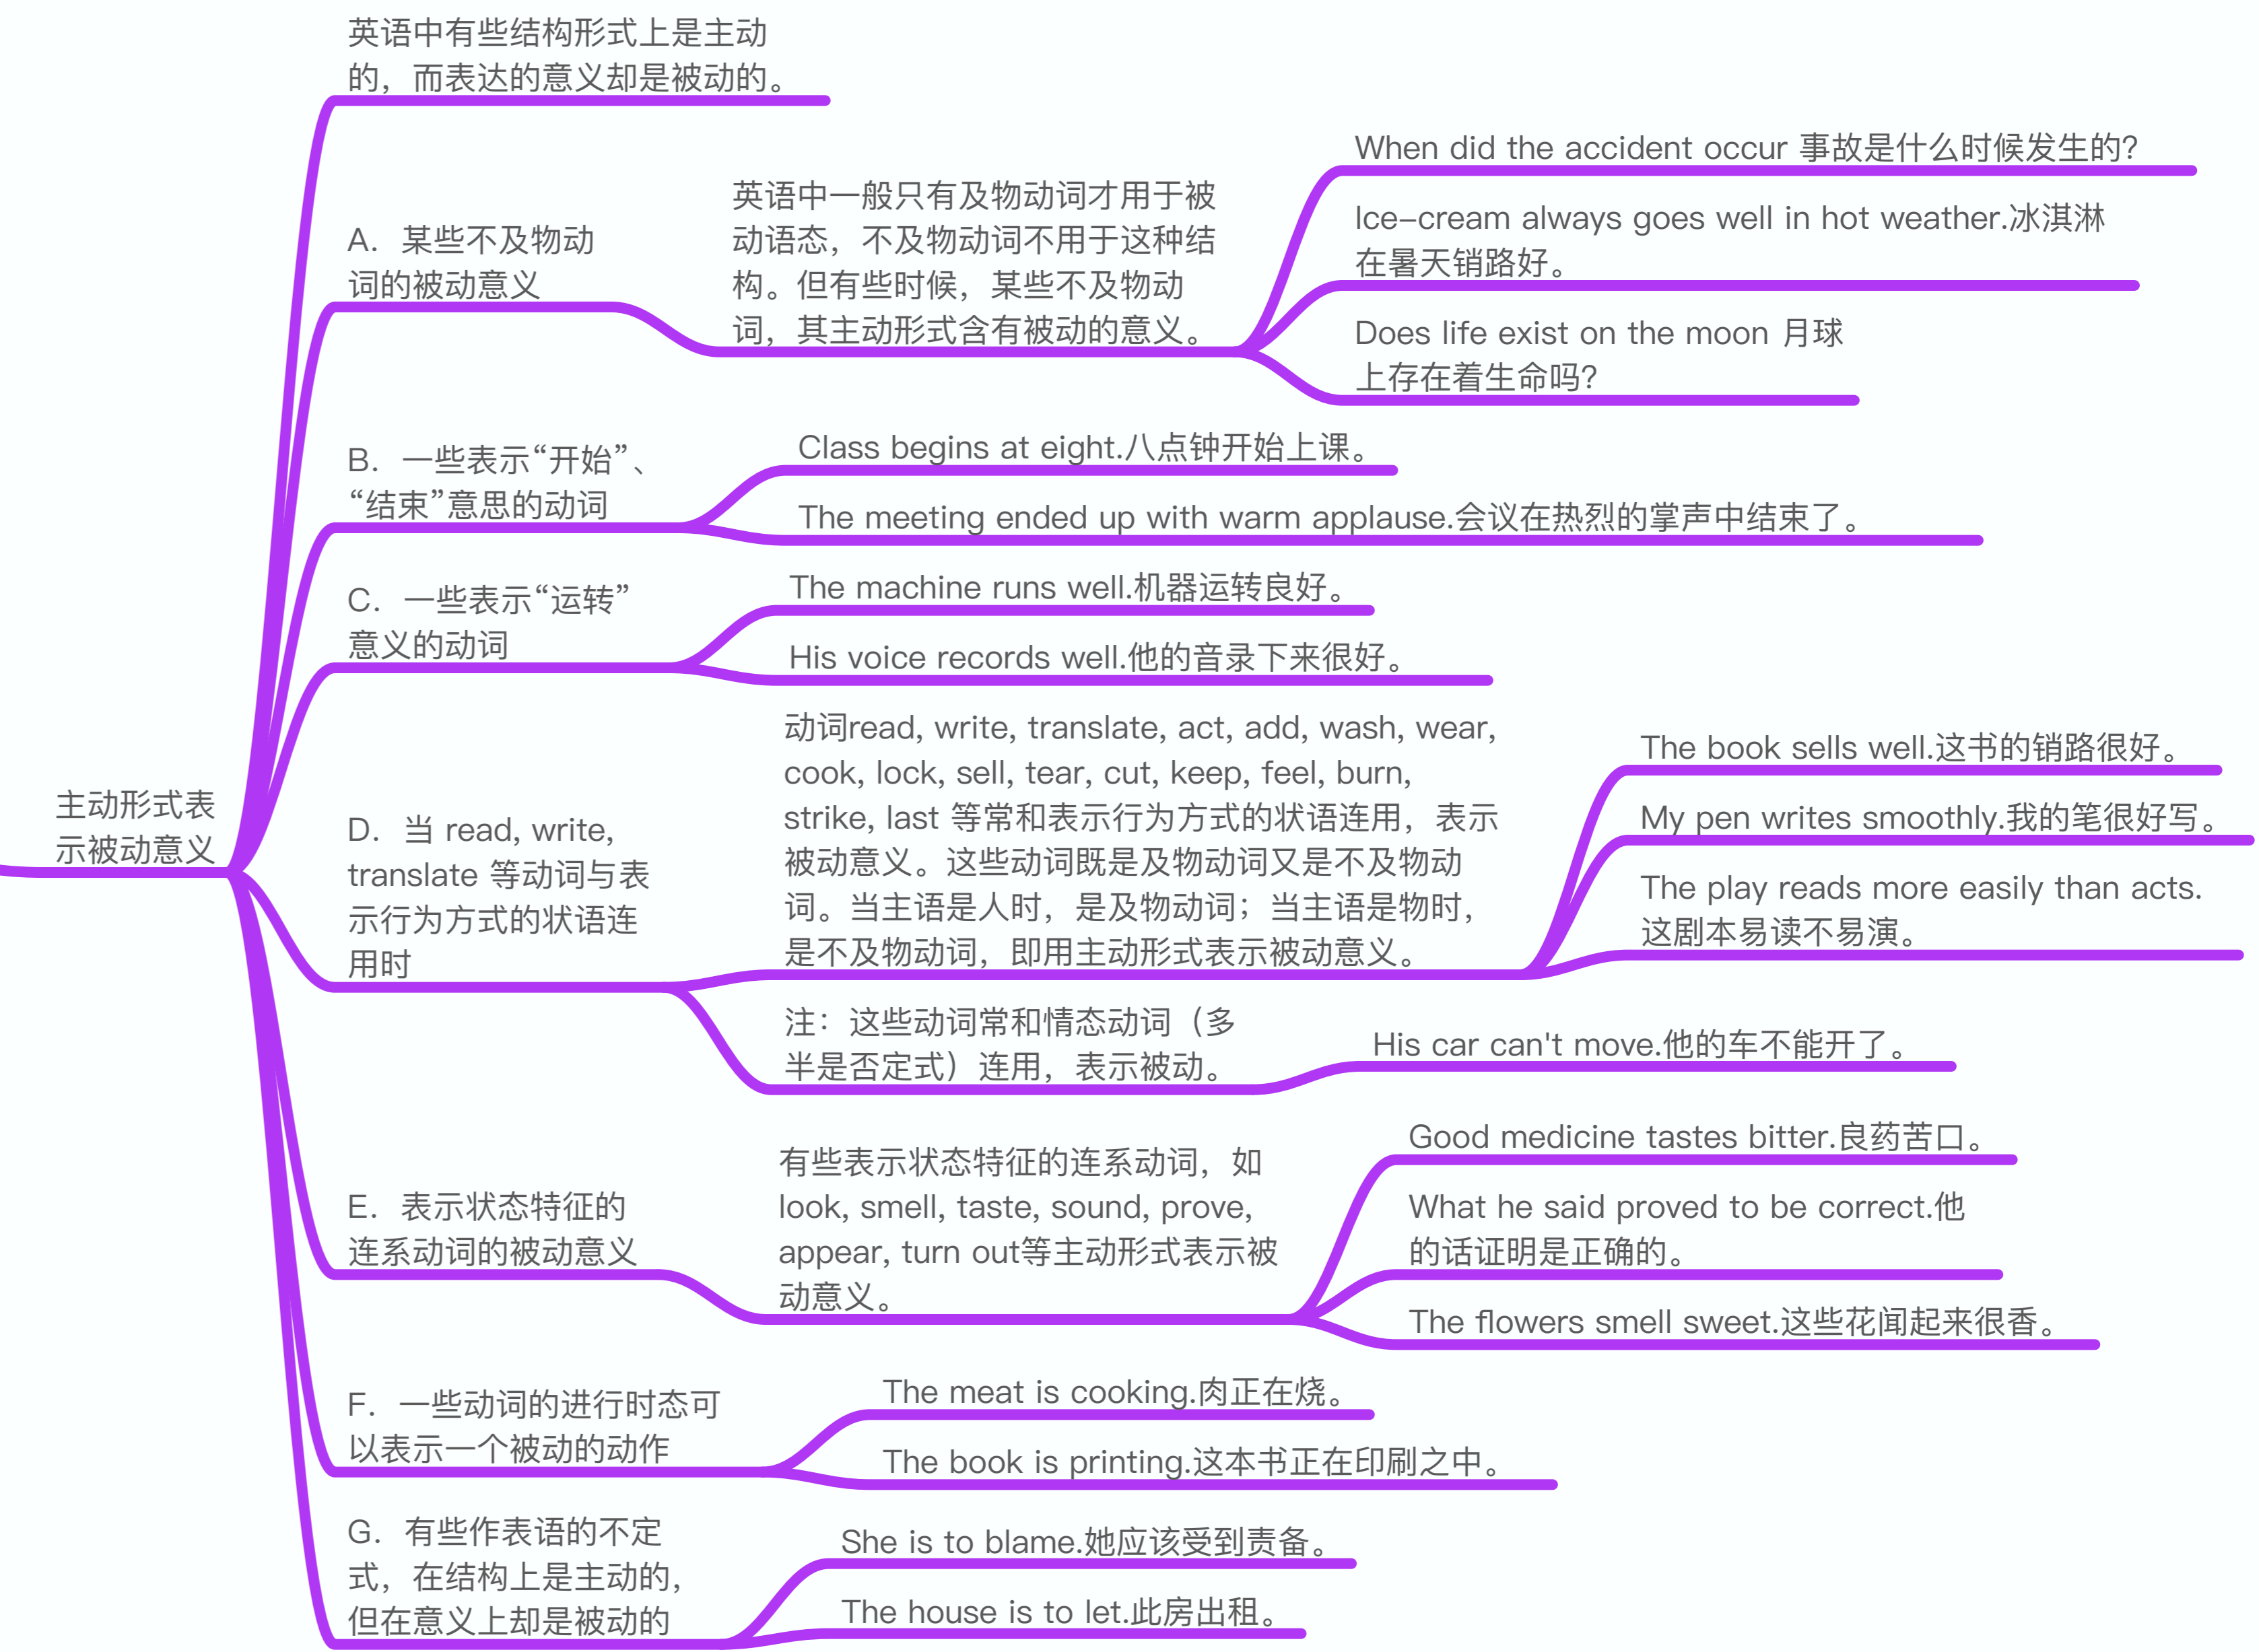 英语中有些结构形式上是主动
的，而表达的意义却是被动的。
A．某些不及物动
词的被动意义
英语中一般只有及物动词才用于被
动语态，不及物动词不用于这种结
构。但有些时候，某些不及物动
词，其主动形式含有被动的意义。
When did the accident occur 事故是什么时候发生的?
Ice-cream always goes well in hot weather.冰淇淋
在暑天销路好。
Does life exist on the moon 月球
上存在着生命吗?
B．一些表示“开始”、
“结束”意思的动词
Class begins at eight.八点钟开始上课。
The meeting ended up with warm applause.会议在热烈的掌声中结束了。
C．一些表示“运转”
意义的动词
The machine runs well.机器运转良好。
His voice records well.他的音录下来很好。
主动形式表
示被动意义
D．当 read, write,
translate 等动词与表
示行为方式的状语连
用时
动词read, write, translate, act, add, wash, wear,
cook, lock, sell, tear, cut, keep, feel, burn,
strike, last 等常和表示行为方式的状语连用，表示
被动意义。这些动词既是及物动词又是不及物动
词。当主语是人时，是及物动词；当主语是物时，
是不及物动词，即用主动形式表示被动意义。
The book sells well.这书的销路很好。
My pen writes smoothly.我的笔很好写。
The play reads more easily than acts.
这剧本易读不易演。
注：这些动词常和情态动词（多
半是否定式）连用，表示被动。
His car can't move.他的车不能开了。
E．表示状态特征的
连系动词的被动意义
有些表示状态特征的连系动词，如
look, smell, taste, sound, prove,
appear, turn out等主动形式表示被
动意义。
Good medicine tastes bitter.良药苦口。
What he said proved to be correct.他
的话证明是正确的。
The flowers smell sweet.这些花闻起来很香。
F．一些动词的进行时态可
以表示一个被动的动作
The meat is cooking.肉正在烧。
The book is printing.这本书正在印刷之中。
G．有些作表语的不定
式，在结构上是主动的，
但在意义上却是被动的
She is to blame.她应该受到责备。
The house is to let.此房出租。